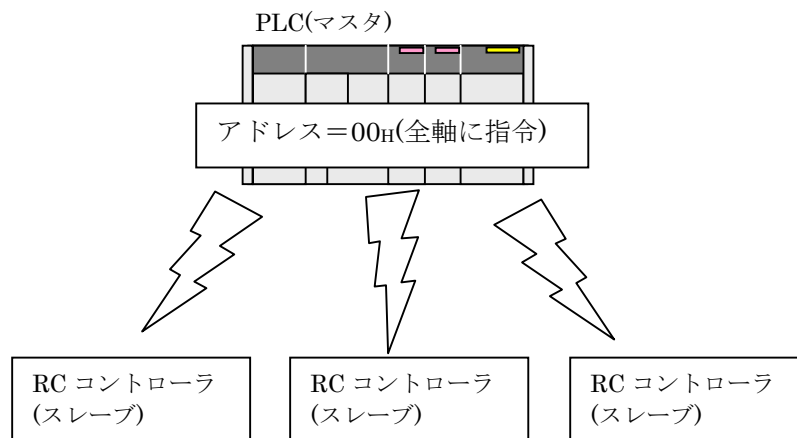 PLC(マスタ)
アドレス＝00H(全軸に指令)
RC コントローラ
(スレーブ)
RC コントローラ
(スレーブ)
RC コントローラ
(スレーブ)